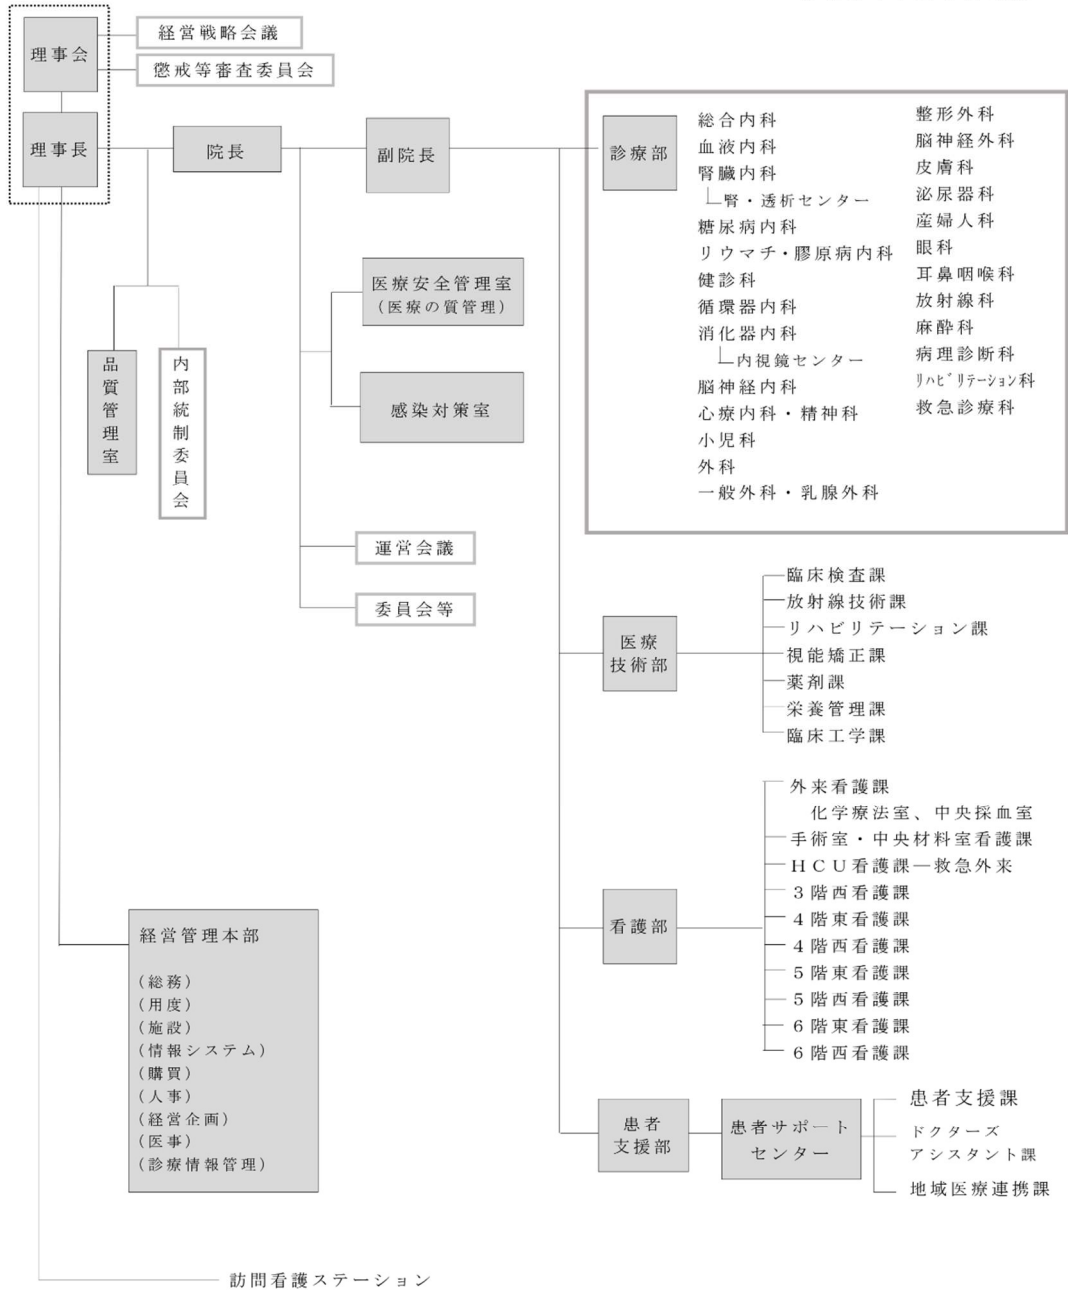 理事会
経営戦略会議
懲戒等審査委員会
理事長
院長
副院長
医療安全管理室
(医療の質管理)
感染対策室
品質管理室
内部統制委員会
運営会議
委員会等
診療部
総合内科
血液内科
腎臓内科
腎・透析センター
糖尿病内科
リウマチ・膠原病内科
健診科
循環器内科
消化器内科
内視鏡センター
脳神経内科
心療内科・精神科
小児科
外科
一般外科・乳腺外科
整形外科
脳神経外科
皮膚科
泌尿器科
産婦人科
眼科
耳鼻咽喉科
放射線科
麻酔科
病理診断科
リハビリテーション科
救急診療科
医療
技術部
臨床検査課
放射線技術課
リハビリテーション課
視能矯正課
薬剤課
栄養管理課
臨床工学課
看護部
外来看護課
化学療法室、中央採血室
手術室・中央材料室看護課
HCU看護課―救急外来
3階西看護課
4階東看護課
4階西看護課
5階東看護課
5階西看護課
6階東看護課
6階西看護課
患者
支援部
患者サポート
センター
患者支援課
ドクターズ
アシスタント課
地域医療連携課
経営管理本部
(総務)
(用度)
(施設)
(情報システム)
(購買)
(人事)
(経営企画)
(医事)
(診療情報管理)
訪問看護ステーション